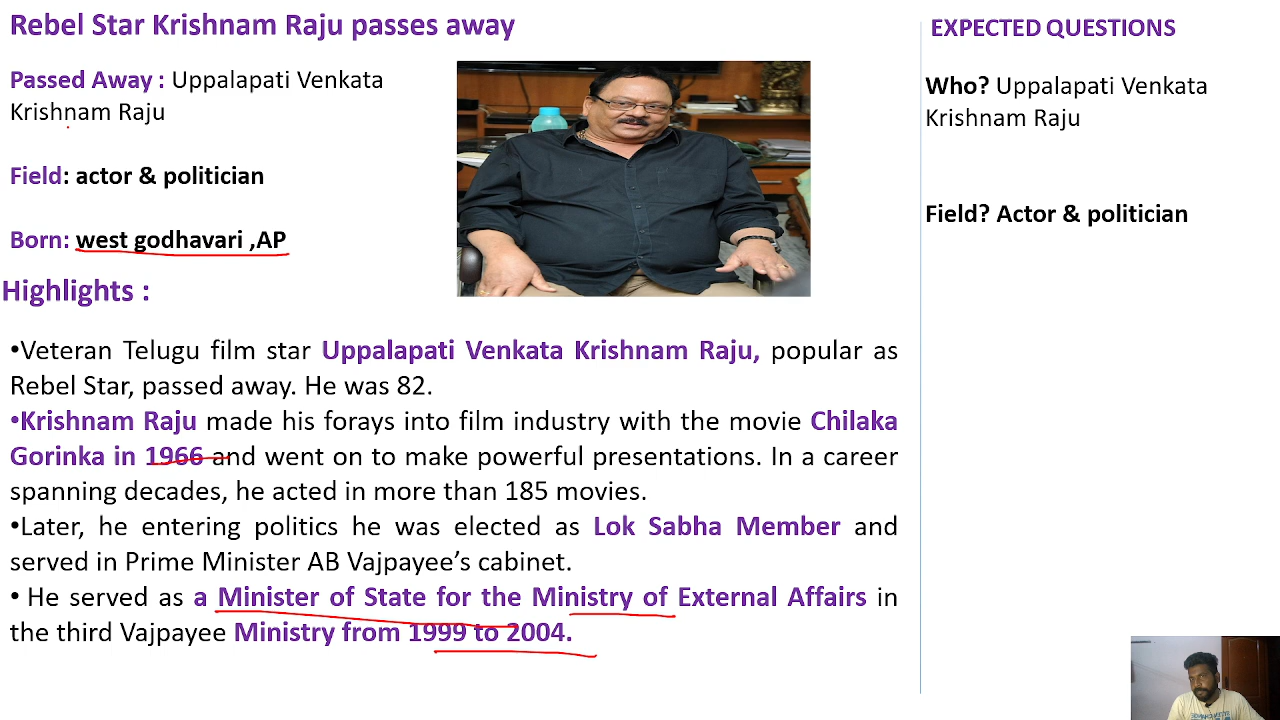 Rebel Star Krishnam Raju passes away
Passed Away : Uppalapati Venkata
Krishnam Raju
Field: actor & politician
Born: west godhavari ,AP
Highlights :
•Veteran Telugu film star Uppalapati Venkata Krishnam Raju, popular as
Rebel Star, passed away. He was 82.
•Krishnam Raju made his forays into film industry with the movie Chilaka
Gorinka in 1966 and went on to make powerful presentations. In a career
spanning decades, he acted in more than 185 movies.
•Later, he entering politics he was elected as Lok Sabha Member and
served in Prime Minister AB Vajpayee’s cabinet.
• He served as a Minister of State for the Ministry of External Affairs in
the third Vajpayee Ministry from 1999 to 2004.
EXPECTED QUESTIONS
Who? Uppalapati Venkata
Krishnam Raju
Field? Actor & politician